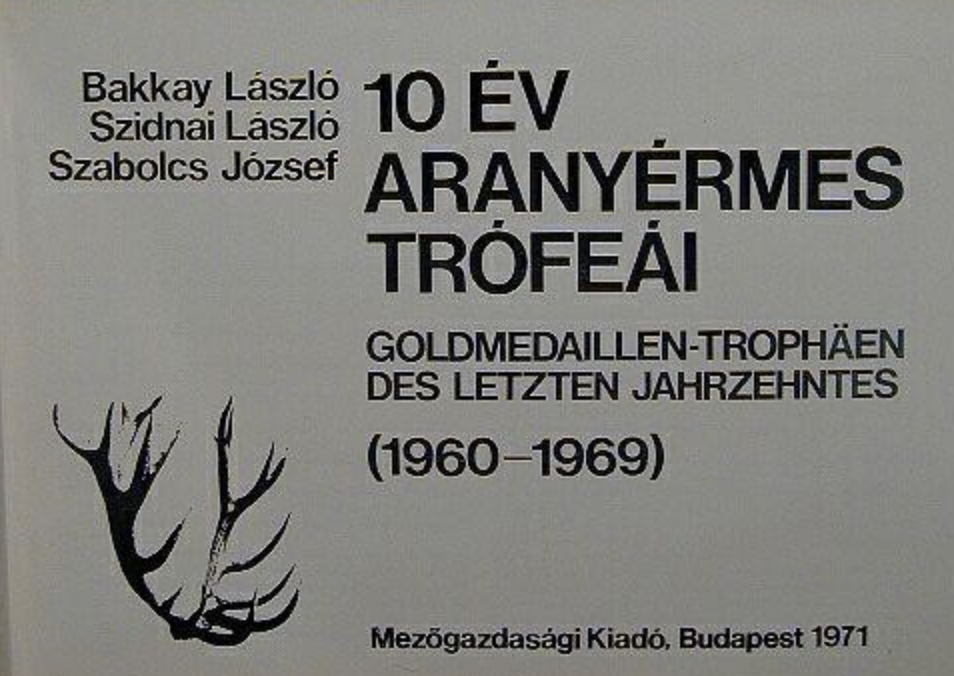 Bakkay László
Szidnai László
Szabolcs József
10 ÉV
ARANYÉRMES
TRÓFEÁI
GOLDMEDAILLEN-TROPHÄEN
DES LETZTEN JAHRZEHNTES
(1960–1969)
Mezőgazdasági Kiadó, Budapest 1971